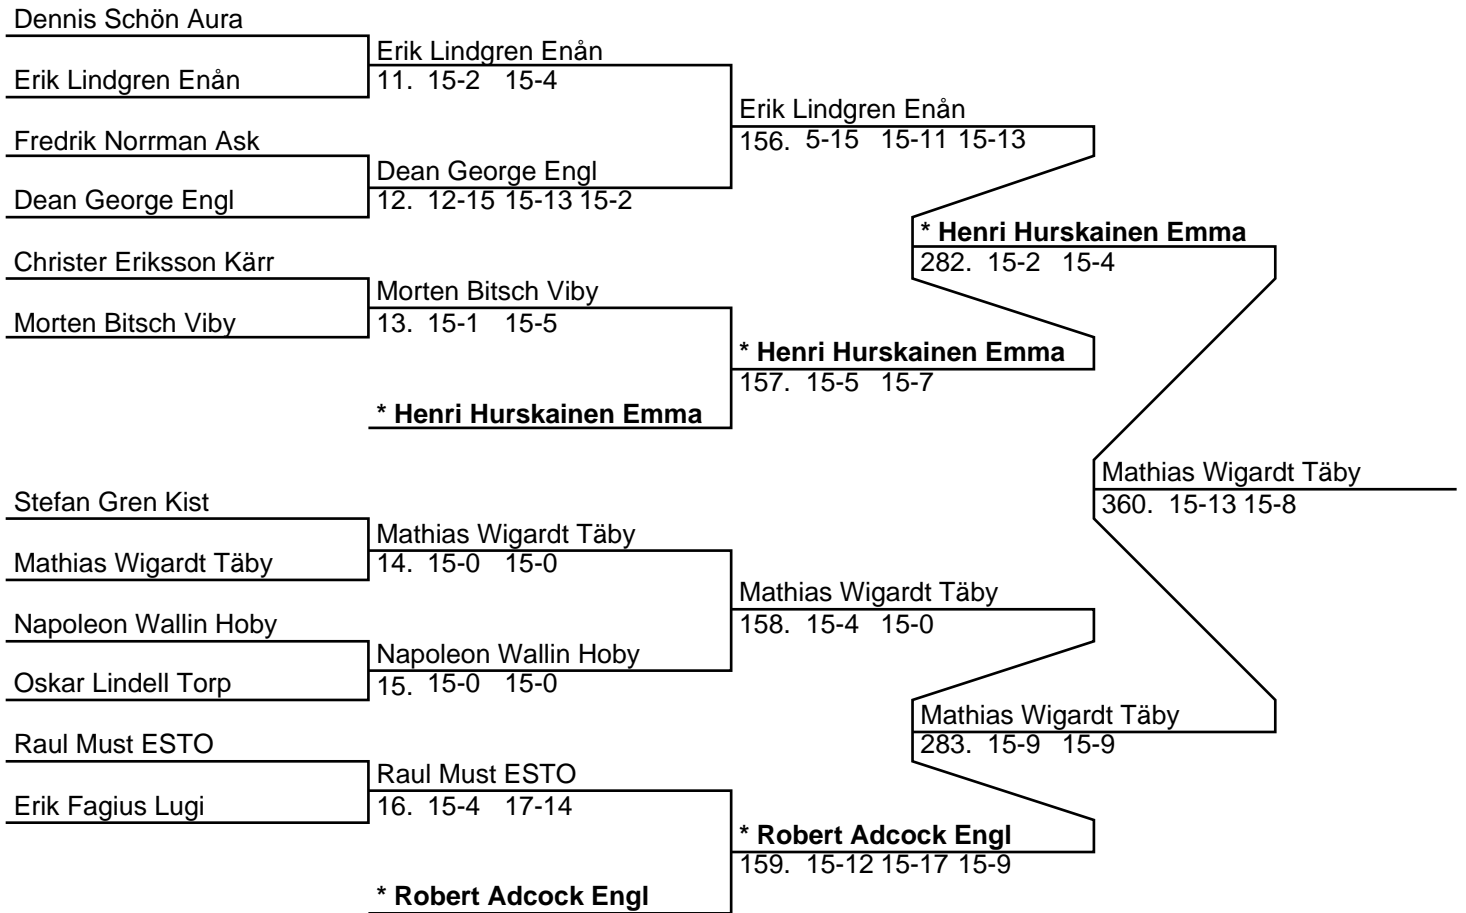 Dennis Schön Aura
Erik Lindgren Enån
Erik Lindgren Enån
11. 15-2 15-4
Erik Lindgren Enån
156. 5-15 15-11 15-13
Fredrik Norrman Ask
Dean George Engl
Dean George Engl
12. 12-15 15-13 15-2
* Henri Hurskainen Emma
282. 15-2 15-4
Christer Eriksson Kärr
Morten Bitsch Viby
Morten Bitsch Viby
13. 15-1 15-5
* Henri Hurskainen Emma
157. 15-5 15-7
* Henri Hurskainen Emma
Mathias Wigardt Täby
360. 15-13 15-8
Stefan Gren Kist
Mathias Wigardt Täby
Mathias Wigardt Täby
14. 15-0 15-0
Mathias Wigardt Täby
158. 15-4 15-0
Napoleon Wallin Hoby
Napoleon Wallin Hoby
Oskar Lindell Torp
15. 15-0 15-0
Mathias Wigardt Täby
283. 15-9 15-9
Raul Must ESTO
Raul Must ESTO
Erik Fagius Lugi
16. 15-4 17-14
* Robert Adcock Engl
159. 15-12 15-17 15-9
* Robert Adcock Engl